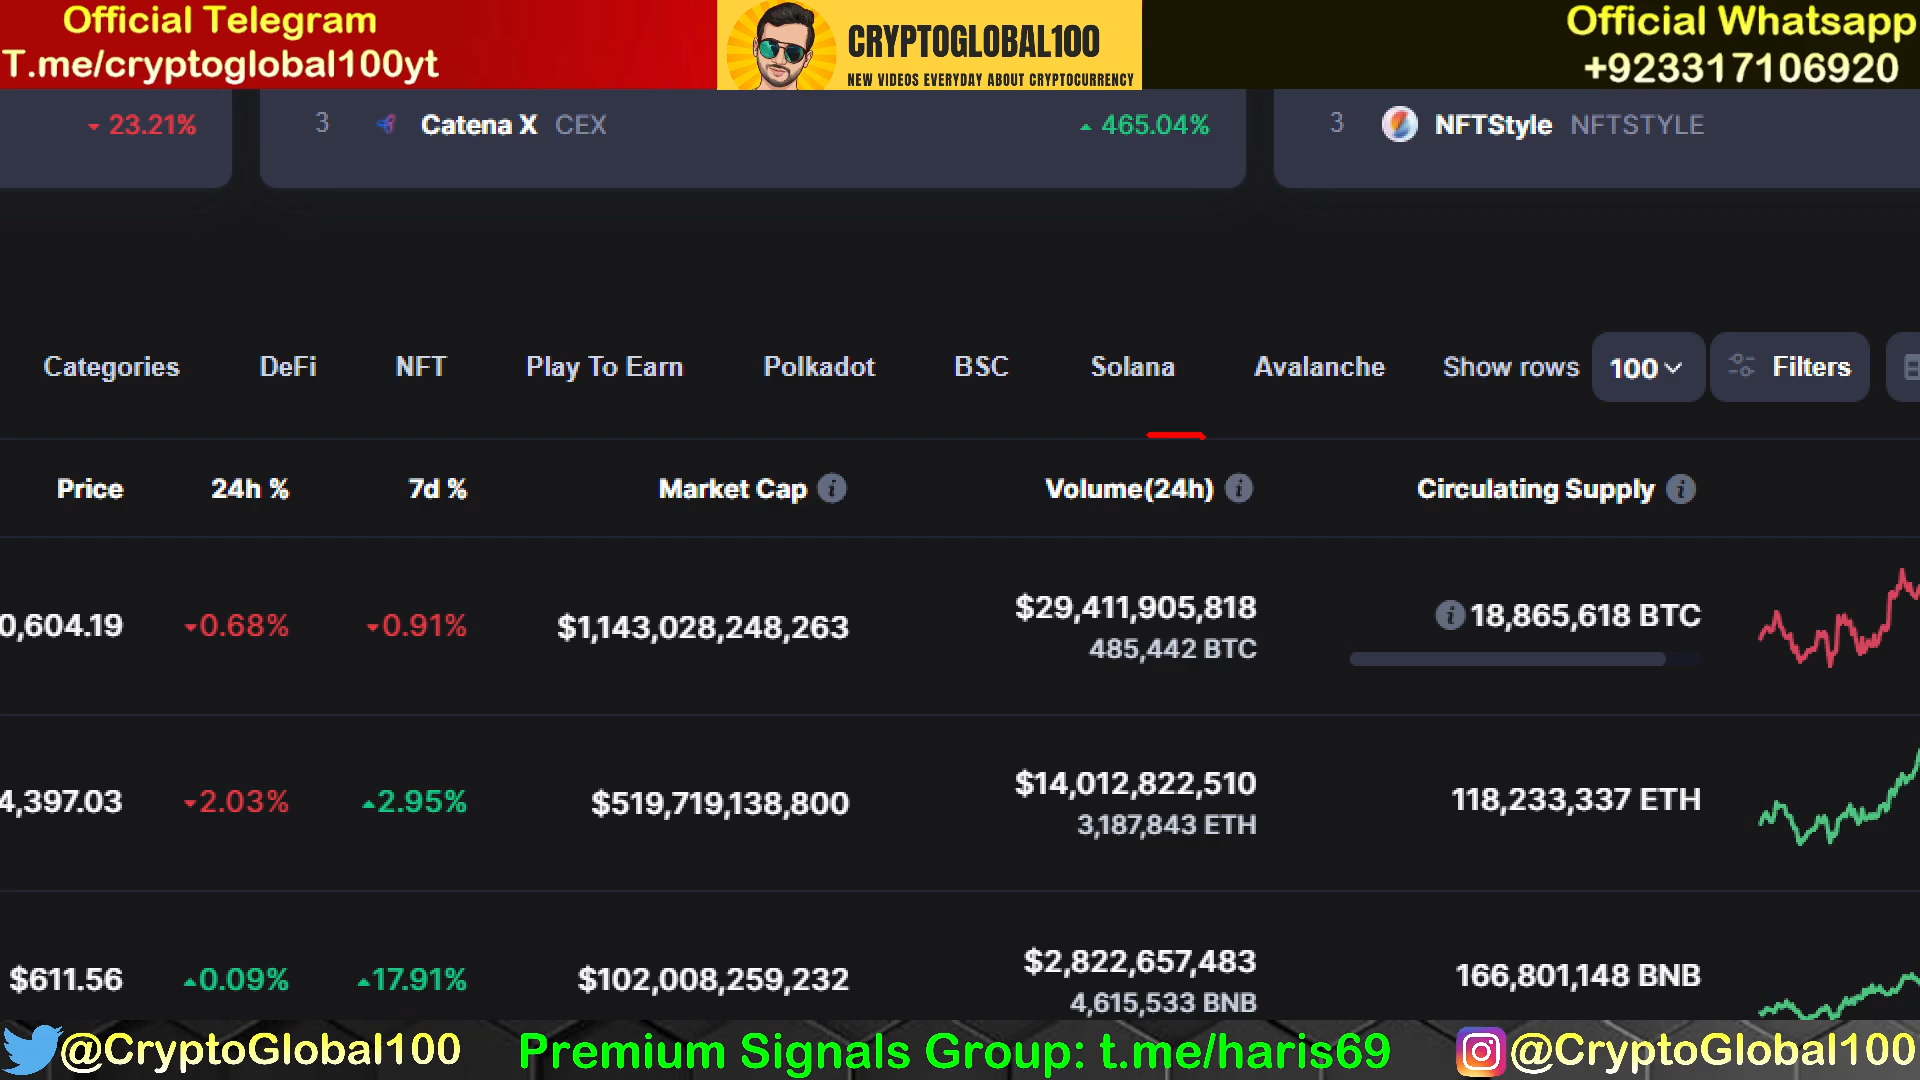 Official Telegram
T.me/cryptoglobal100yt
CRYPTOGLOBAL100
NEW VIDEOS EVERYDAY ABOUT CRYPTOCURRENCY
Official Whatsapp
+923317106920
23.21%
3 Catena X CEX 465.04%
3 NFTStyle NFTSTYLE
Categories DeFi NFT Play To Earn Polkadot BSC Solana Avalanche Show rows 100 Filters
Price 24h % 7d % Market Cap Volume(24h) Circulating Supply
0,604.19 0.68% 0.91% $1,143,028,248,263 $29,411,905,818 18,865,618 BTC
485,442 BTC
4,397.03 2.03% 2.95% $519,719,138,800 $14,012,822,510 118,233,337 ETH
3,187,843 ETH
$611.56 0.09% 17.91% $102,008,259,232 $2,822,657,483 166,801,148 BNB
4,615,533 BNB
@CryptoGlobal100 Premium Signals Group: t.me/haris69 @CryptoGlobal100